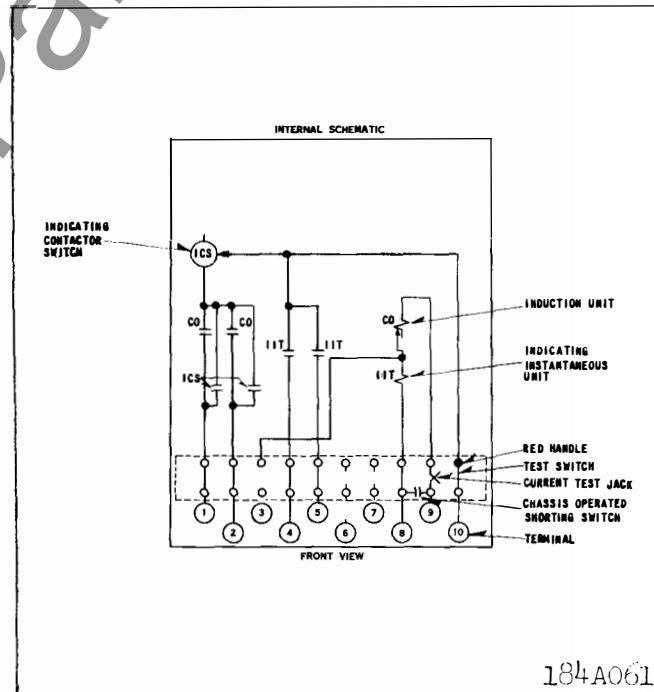 INTERNAL SCHEMATIC
INDICATING
CONTACTOR
SWITCH
ICS
CO
CO
IIT
IIT
ICS
CO
INDUCTION UNIT
INDICATING
INSTANTANEOUS
UNIT
IIT
RED HANDLE
TEST SWITCH
CURRENT TEST JACK
CHASSIS OPERATED
SHORTING SWITCH
TERMINAL
1
3
5
7
9
2
4
6
8
10
FRONT VIEW
184A061